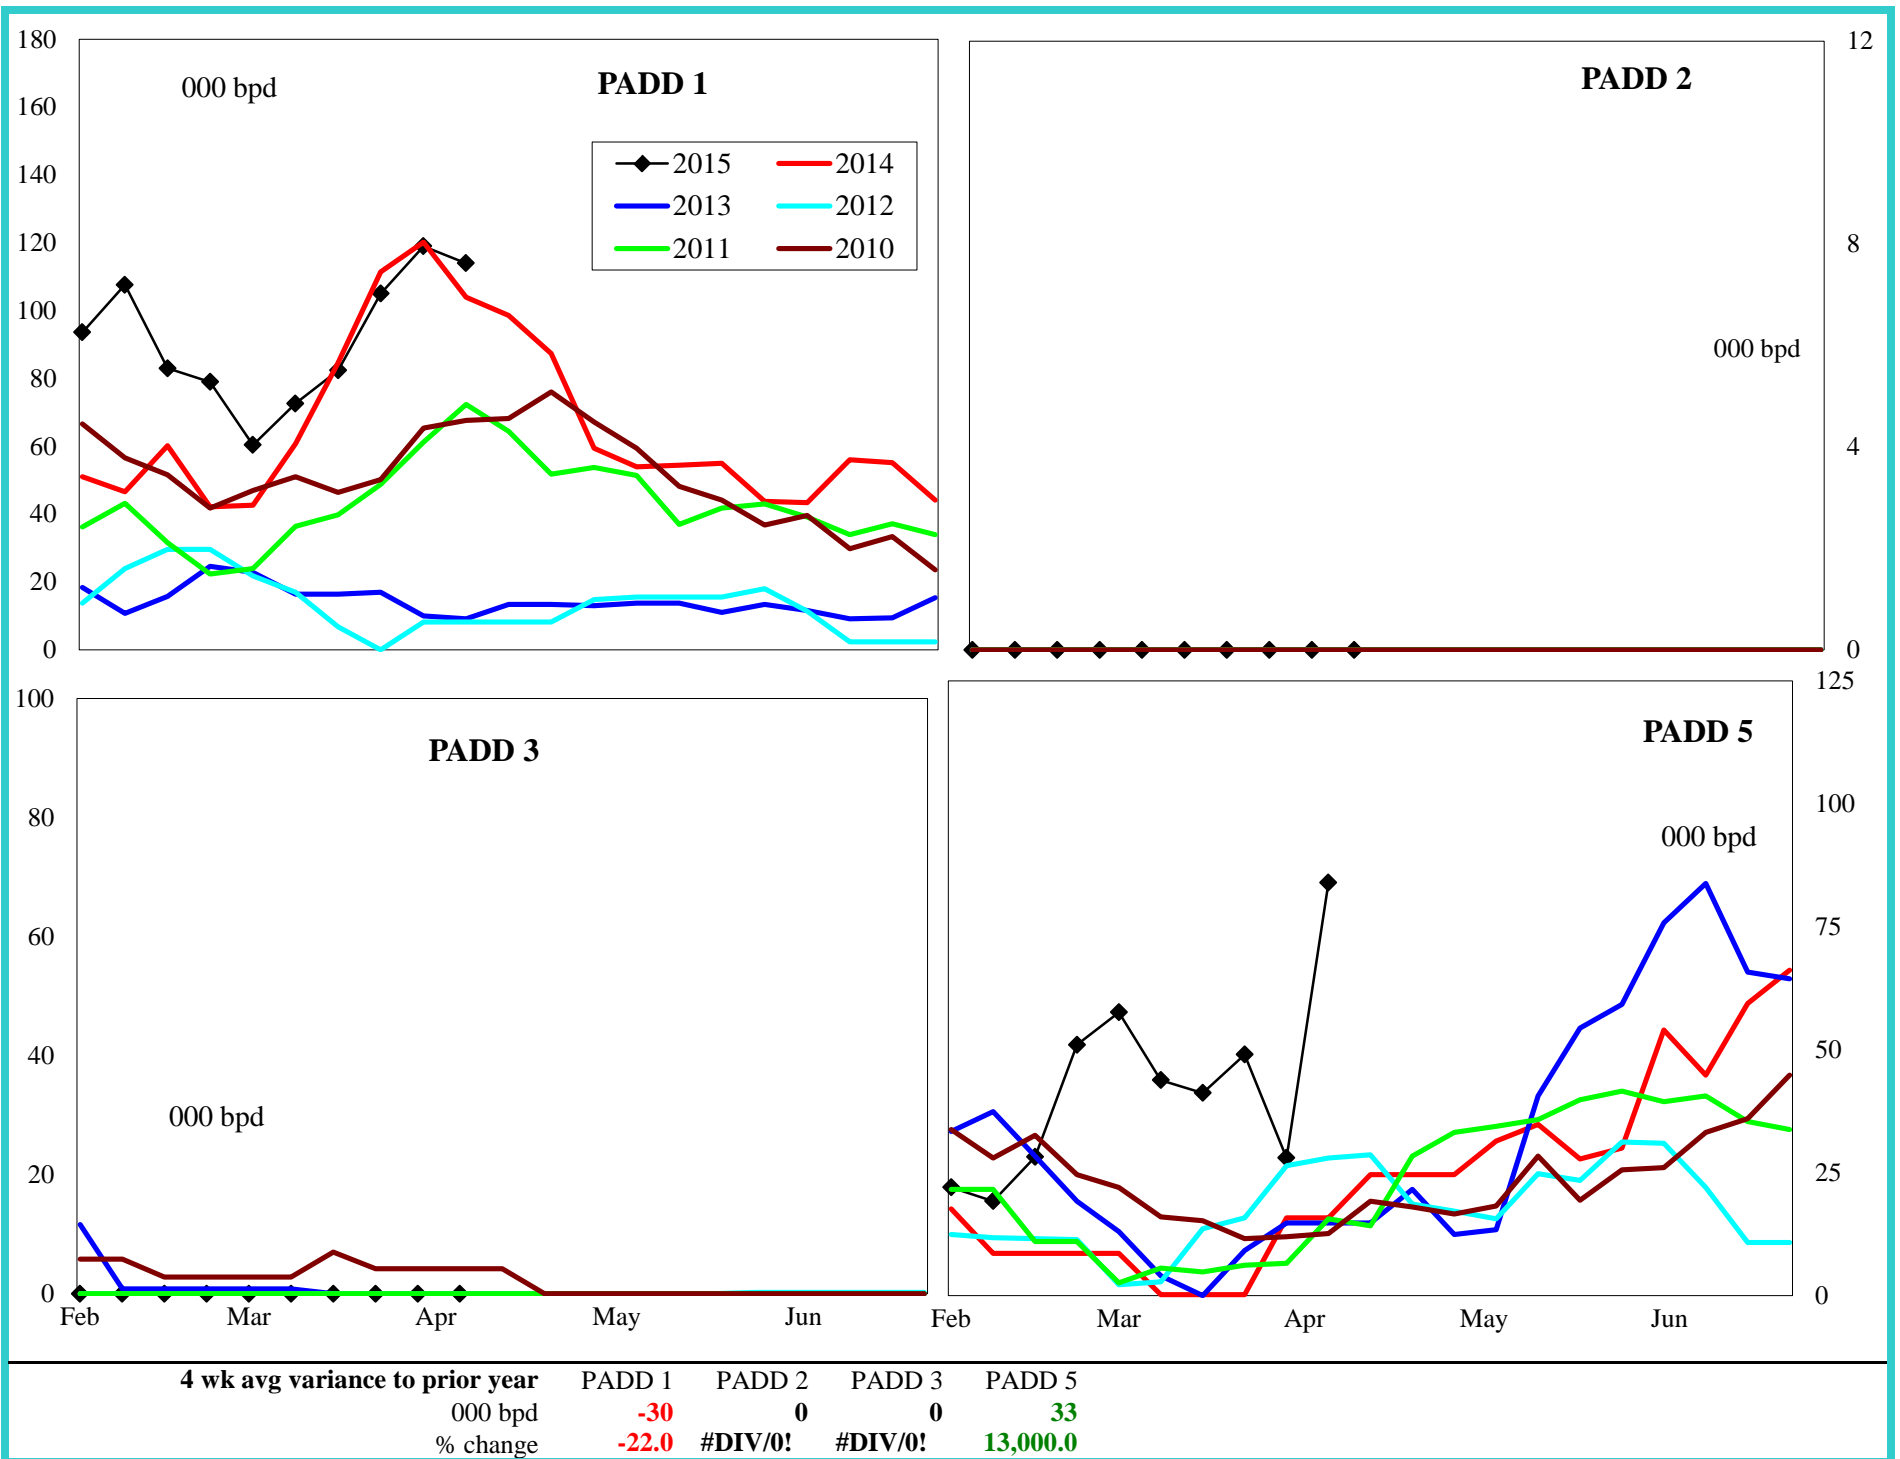 180
160
140
120
100
80
60
40
20
0
000 bpd
PADD 1
2015 2014
2013 2012
2011 2010
PADD 2
12
8
4
0
000 bpd
100
80
60
40
20
0
PADD 3
000 bpd
Feb Mar Apr May Jun
PADD 5
000 bpd
125
100
75
50
25
0
Feb Mar Apr May Jun
4 wk avg variance to prior year PADD 1 PADD 2 PADD 3 PADD 5
000 bpd -30 0 0 33
% change -22.0 #DIV/0! #DIV/0! 13,000.0